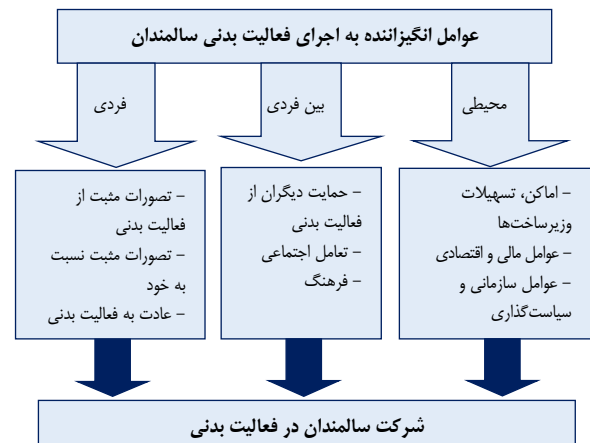 عوامل انگیزاننده به اجرای فعالیت بدنی سالمندان
محیطی
بین فردی
فردی
– اماکن، تسهیلات
وزیرساخت‌ها
– عوامل مالی و اقتصادی
– عوامل سازمانی و
سیاست‌گذاری
– حمایت دیگران از
فعالیت بدنی
– تعامل اجتماعی
– فرهنگ
– تصورات مثبت از
فعالیت بدنی
– تصورات مثبت نسبت
به خود
– عادت به فعالیت بدنی
شرکت سالمندان در فعالیت بدنی